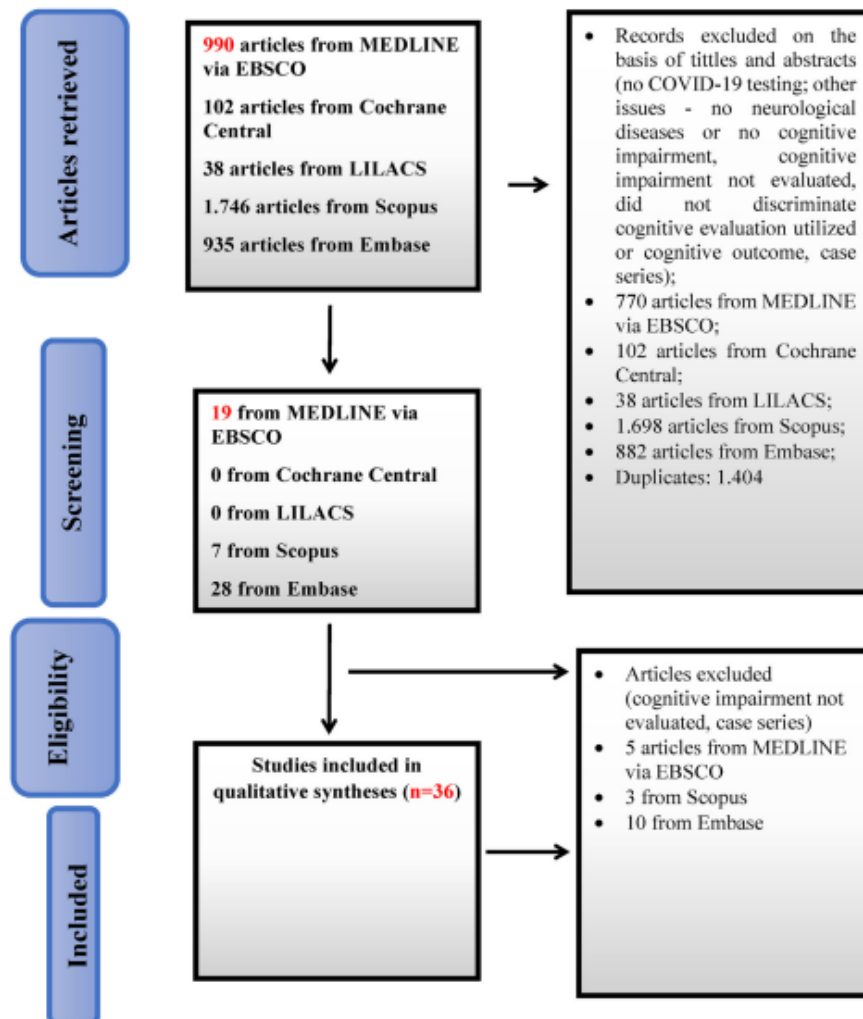 Articles retrieved
990 articles from MEDLINE
via EBSCO
102 articles from Cochrane
Central
38 articles from LILACS
1.746 articles from Scopus
935 articles from Embase
• Records excluded on the
basis of tittles and abstracts
(no COVID-19 testing; other
issues - no neurological
diseases or no cognitive
impairment, cognitive
impairment not evaluated,
did not discriminate
cognitive evaluation utilized
or cognitive outcome, case
series);
• 770 articles from MEDLINE
via EBSCO;
• 102 articles from Cochrane
Central;
• 38 articles from LILACS;
• 1.698 articles from Scopus;
• 882 articles from Embase;
• Duplicates: 1.404
Screening
19 from MEDLINE via
EBSCO
0 from Cochrane Central
0 from LILACS
7 from Scopus
28 from Embase
Eligibility
Studies included in
qualitative syntheses (n=36)
• Articles excluded
(cognitive impairment not
evaluated, case series)
• 5 articles from MEDLINE
via EBSCO
• 3 from Scopus
• 10 from Embase
Included